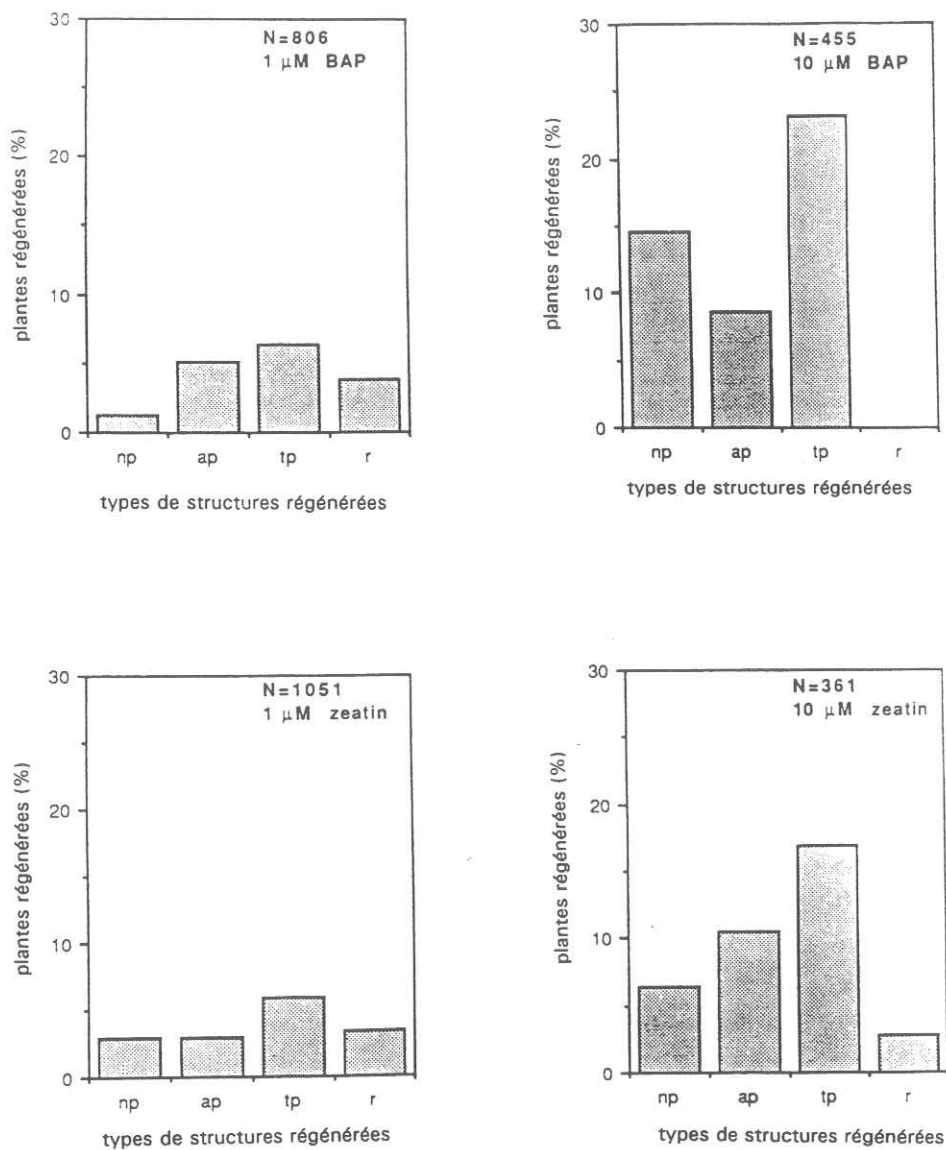 30
20
10
0
plantes régénérées (%)
N=806
1 µM BAP
np ap tp r
types de structures régénérées
30
20
10
0
plantes régénérées (%)
N=455
10 µM BAP
np ap tp r
types de structures régénérées
30
20
10
0
plantes régénérées (%)
N=1051
1 µM zeatin
np ap tp r
types de structures régénérées
30
20
10
0
plantes régénérées (%)
N=361
10 µM zeatin
np ap tp r
types de structures régénérées